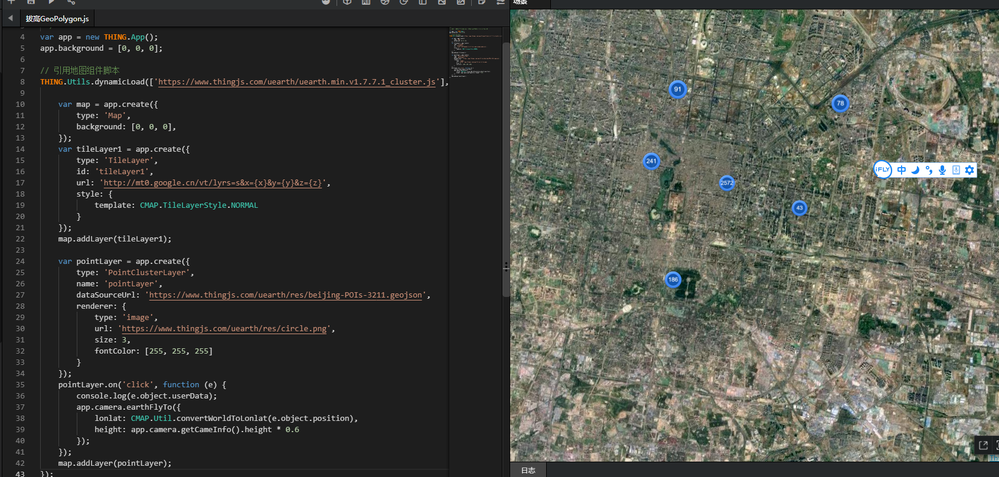 场景
拔高GeoPolygon.js
4 var app = new THING.App();
5 app.background = [0, 0, 0];
6
7 // 引用地图组件脚本
8 THING.Utils.dynamicLoad(['https://www.thingjs.com/uearth/uearth.min.v1.7.7.1_cluster.js'],
9
10 var map = app.create({
11 type: 'Map',
12 background: [0, 0, 0],
13 });
14 var tileLayer1 = app.create({
15 type: 'TileLayer',
16 id: 'tileLayer1',
17 url: 'http://mt0.google.cn/vt/lyrs=s&x={x}&y={y}&z={z}',
18 style: {
19 template: CMAP.TileLayerStyle.NORMAL
20 }
21 });
22 map.addLayer(tileLayer1);
23
24 var pointLayer = app.create({
25 type: 'PointClusterLayer',
26 name: 'pointLayer',
27 dataSourceUrl: 'https://www.thingjs.com/uearth/res/beijing-POIs-3211.geojson',
28 renderer: {
29 type: 'image',
30 url: 'https://www.thingjs.com/uearth/res/circle.png',
31 size: 3,
32 fontColor: [255, 255, 255]
33 }
34 });
35 pointLayer.on('click', function (e) {
36 console.log(e.object.userData);
37 app.camera.earthFlyTo({
38 lonlat: CMAP.Util.convertWorldToLonlat(e.object.position),
39 height: app.camera.getCameInfo().height * 0.6
40 });
41 });
42 map.addLayer(pointLayer);
43 });
91
78
241
iFLY 中
2572
43
186
日志